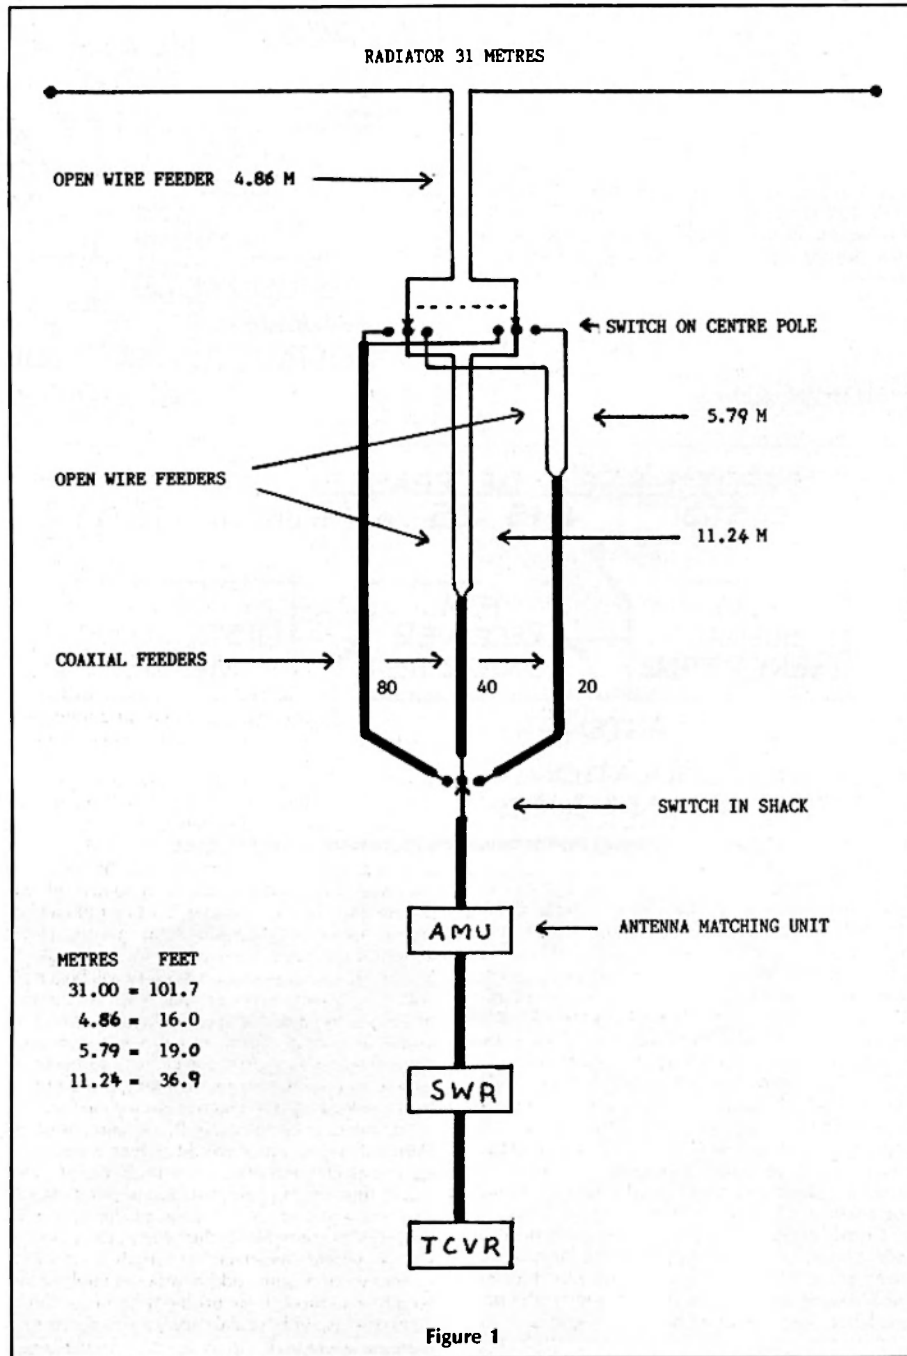 RADIATOR 31 METRES
OPEN WIRE FEEDER 4.86 M
SWITCH ON CENTRE POLE
5.79 M
OPEN WIRE FEEDERS
11.24 M
COAXIAL FEEDERS
80 40 20
SWITCH IN SHACK
AMU
ANTENNA MATCHING UNIT
METRES FEET
31.00 = 101.7
4.86 = 16.0
5.79 = 19.0
11.24 = 36.9
SWR
TCVR
Figure 1